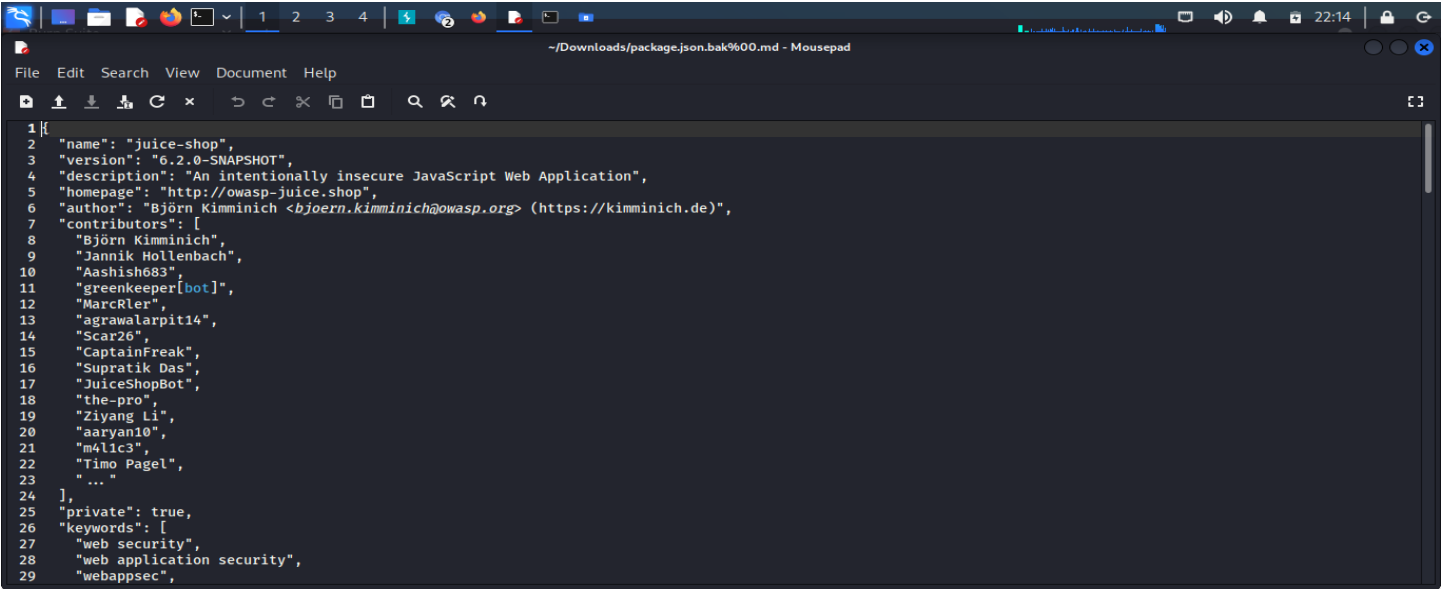 1 2 3 4 2 22:14
~/Downloads/package.json.bak%00.md - Mousepad
File Edit Search View Document Help
1 {
2 "name": "juice-shop",
3 "version": "6.2.0-SNAPSHOT",
4 "description": "An intentionally insecure JavaScript Web Application",
5 "homepage": "http://owasp-juice.shop",
6 "author": "Björn Kimminich <bjoern.kimminich@owasp.org> (https://kimminich.de)",
7 "contributors": [
8 "Björn Kimminich",
9 "Jannik Hollenbach",
10 "Aashish683",
11 "greenkeeper[bot]",
12 "MarcRler",
13 "agrawalarpit14",
14 "Scar26",
15 "CaptainFreak",
16 "Supratik Das",
17 "JuiceShopBot",
18 "the-pro",
19 "Ziyang Li",
20 "aaryan10",
21 "m4l1c3",
22 "Timo Pagel",
23 "..."
24 ],
25 "private": true,
26 "keywords": [
27 "web security",
28 "web application security",
29 "webappsec",